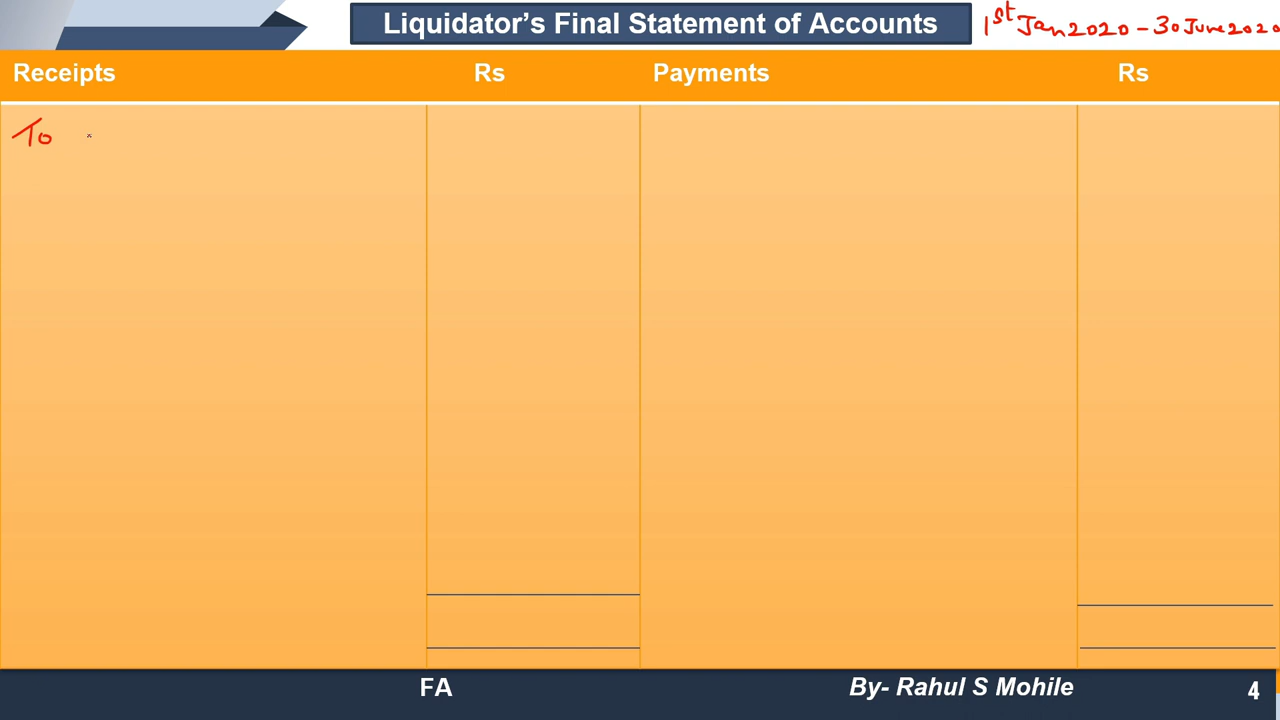 Liquidator’s Final Statement of Accounts
1st Jan 2020 - 30 June 2020
Receipts Rs Payments Rs
To
FA By- Rahul S Mohile 4